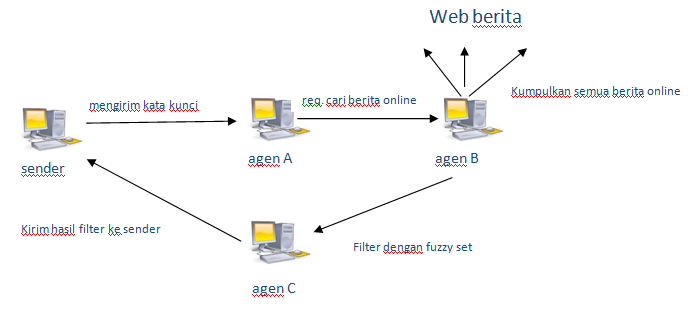 Web berita
mengirim kata kunci
req. cari berita online
Kumpulkan semua berita online
sender
agen A
agen B
Kirim hasil filter ke sender
Filter dengan fuzzy set
agen C